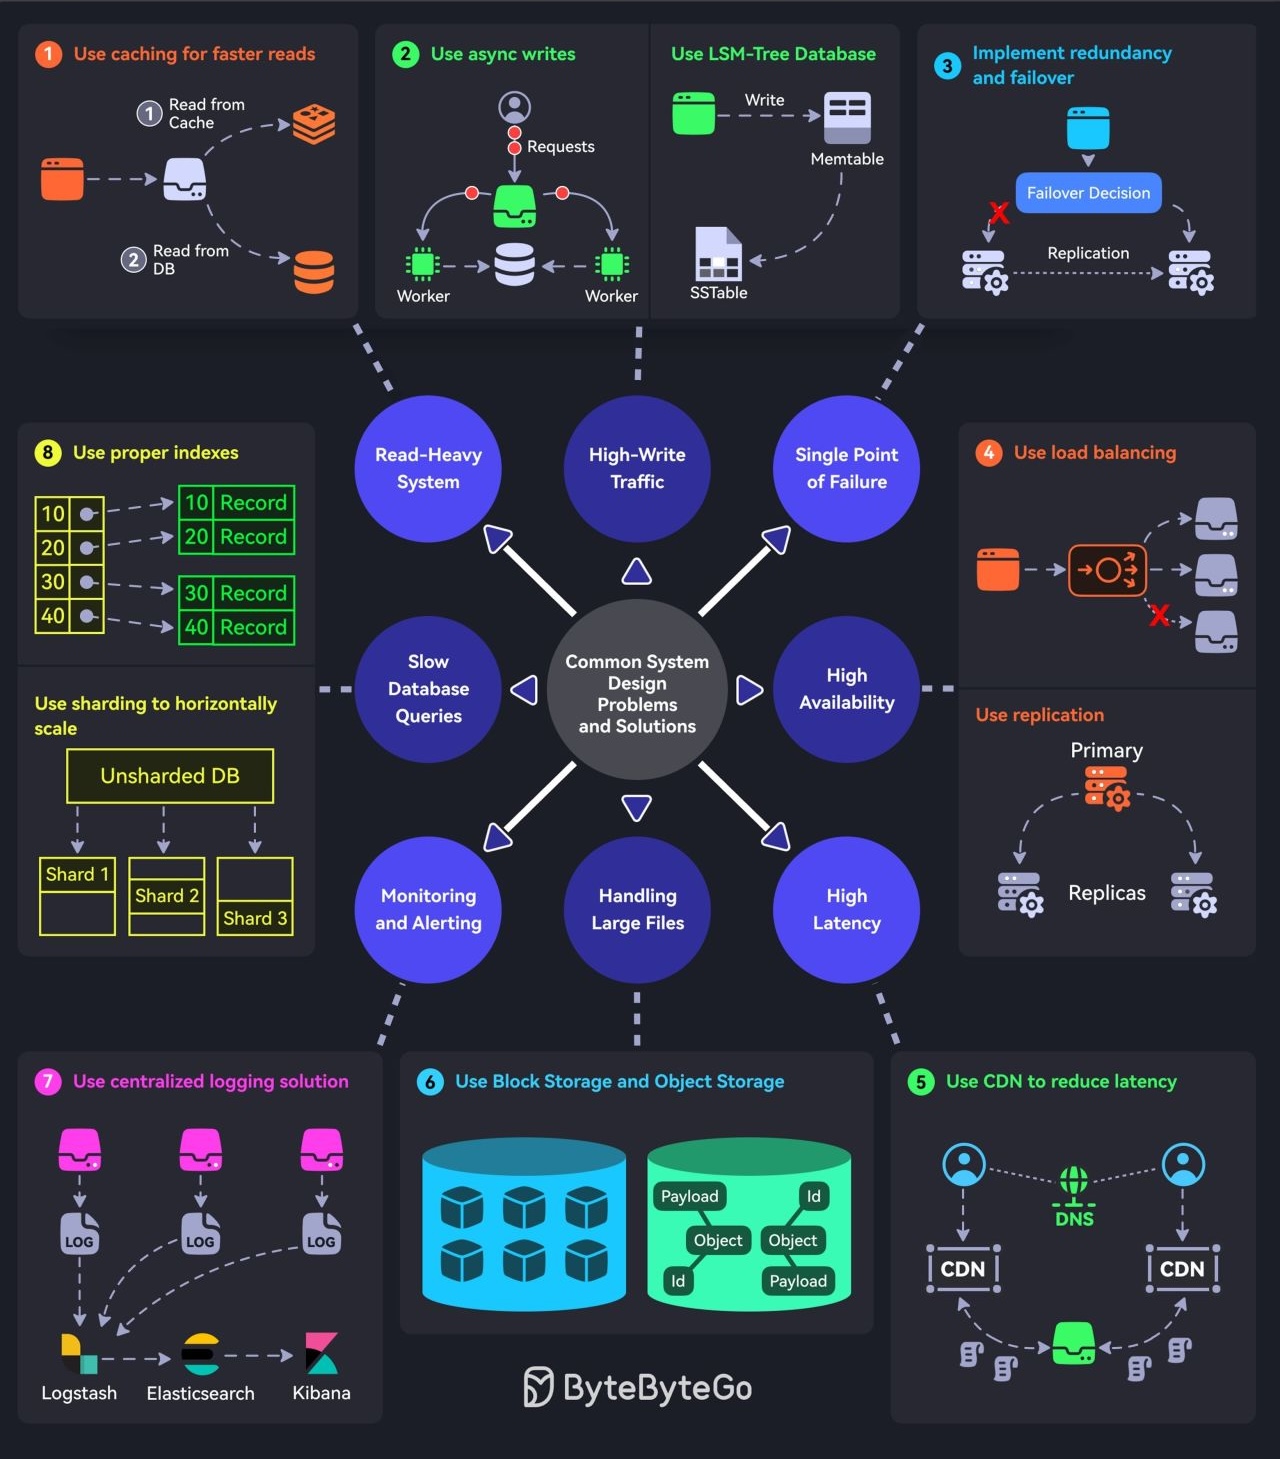 1 Use caching for faster reads
1 Read from
Cache
2 Read from
DB
2 Use async writes
Requests
Worker
Worker
Use LSM-Tree Database
Write
Memtable
SSTable
3 Implement redundancy
and failover
Failover Decision
X
Replication
Read-Heavy
System
High-Write
Traffic
Single Point
of Failure
8 Use proper indexes
10
20
30
40
10 Record
20 Record
30 Record
40 Record
Use sharding to horizontally
scale
Unsharded DB
Shard 1
Shard 2
Shard 3
Slow
Database
Queries
Common System
Design
Problems
and Solutions
High
Availability
4 Use load balancing
X
Use replication
Primary
Replicas
Monitoring
and Alerting
Handling
Large Files
High
Latency
7 Use centralized logging solution
LOG
LOG
LOG
Logstash
Elasticsearch
Kibana
6 Use Block Storage and Object Storage
Payload
Object
Id
Id
Object
Payload
ByteByteGo
5 Use CDN to reduce latency
DNS
CDN
CDN